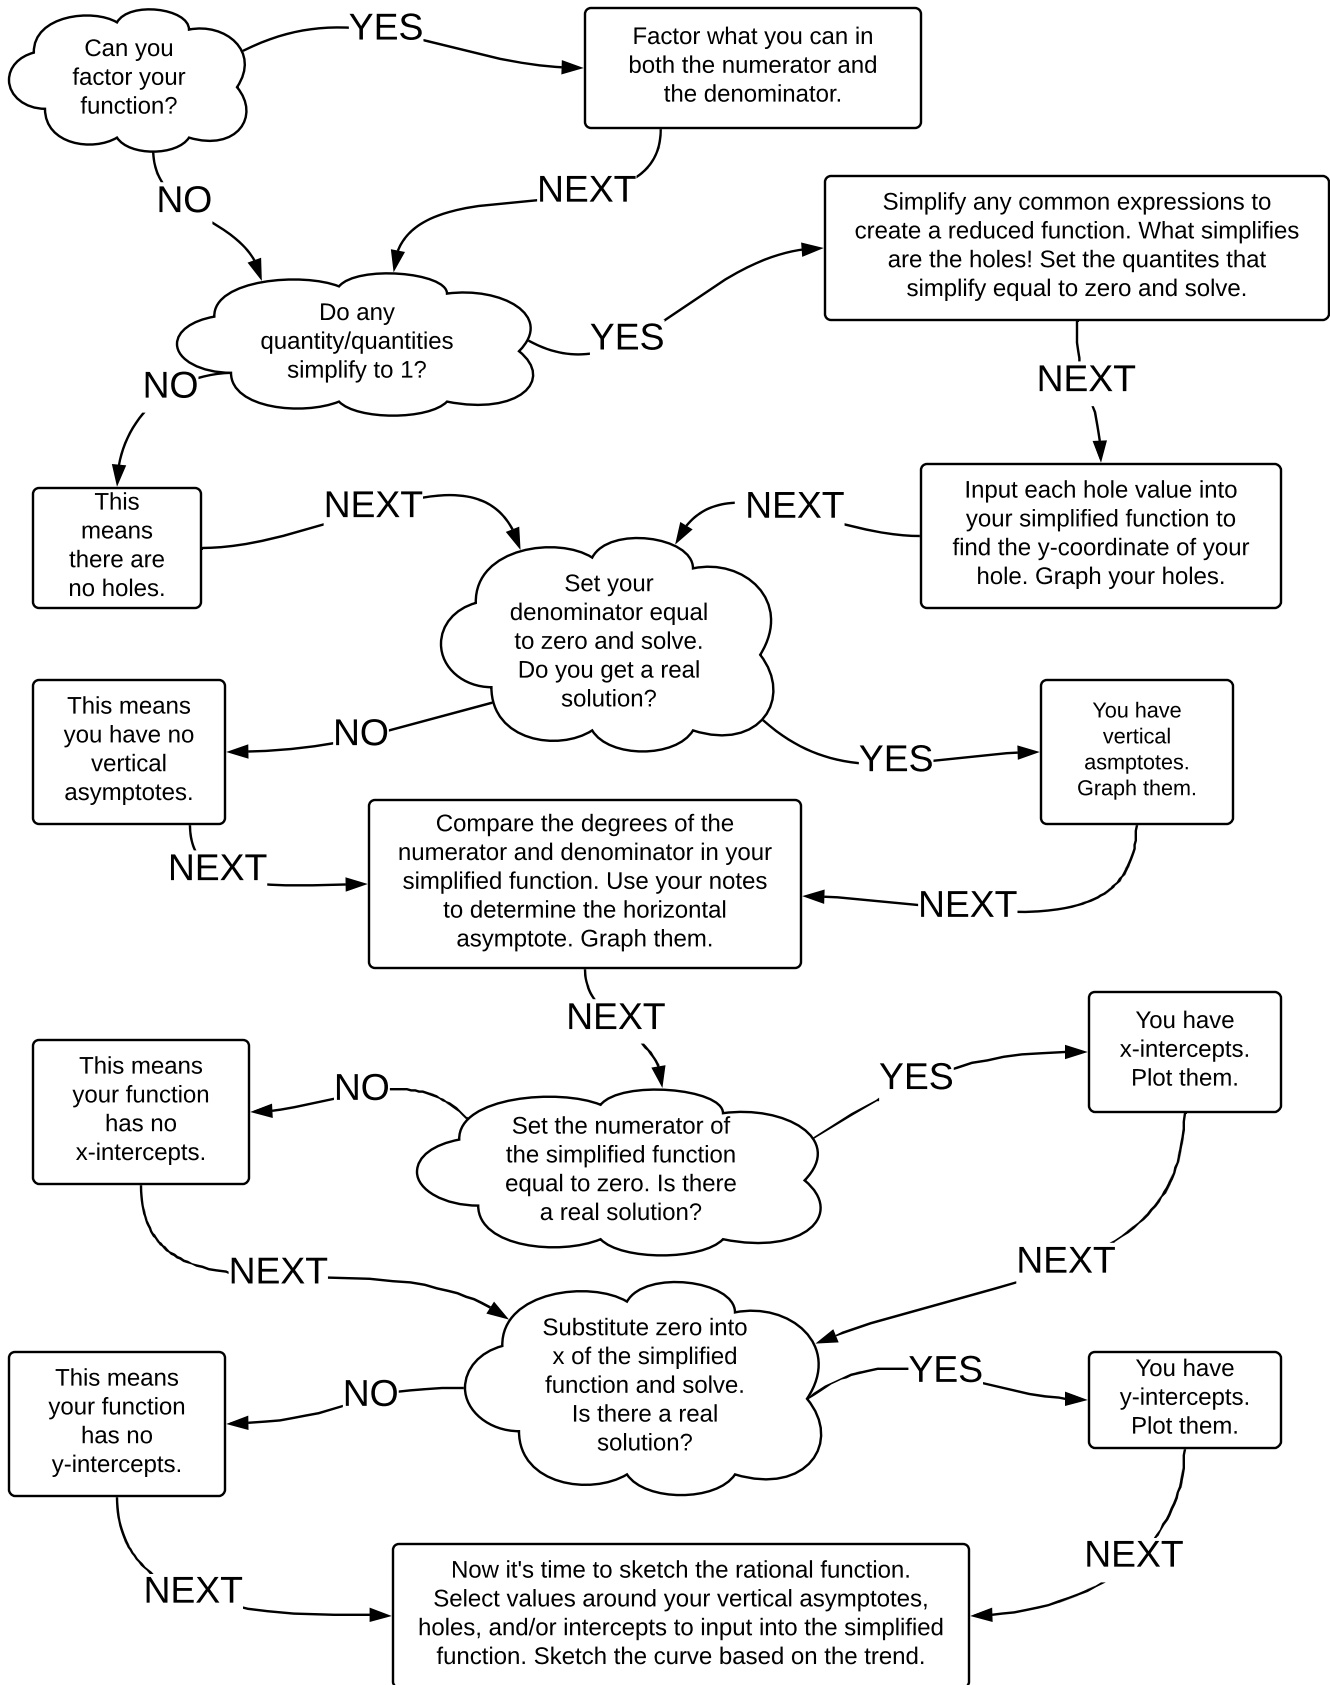 Can you
factor your
function?
YES
Factor what you can in
both the numerator and
the denominator.
NO
NEXT
Simplify any common expressions to
create a reduced function. What simplifies
are the holes! Set the quantites that
simplify equal to zero and solve.
Do any
quantity/quantities
simplify to 1?
YES
NO
NEXT
This
means
there are
no holes.
NEXT
NEXT
Input each hole value into
your simplified function to
find the y-coordinate of your
hole. Graph your holes.
Set your
denominator equal
to zero and solve.
Do you get a real
solution?
This means
you have no
vertical
asymptotes.
NO
YES
You have
vertical
asmptotes.
Graph them.
NEXT
Compare the degrees of the
numerator and denominator in your
simplified function. Use your notes
to determine the horizontal
asymptote. Graph them.
NEXT
NEXT
This means
your function
has no
x-intercepts.
NO
Set the numerator of
the simplified function
equal to zero. Is there
a real solution?
YES
You have
x-intercepts.
Plot them.
NEXT
NEXT
Substitute zero into
x of the simplified
function and solve.
Is there a real
solution?
This means
your function
has no
y-intercepts.
NO
YES
You have
y-intercepts.
Plot them.
NEXT
NEXT
Now it's time to sketch the rational function.
Select values around your vertical asymptotes,
holes, and/or intercepts to input into the simplified
function. Sketch the curve based on the trend.